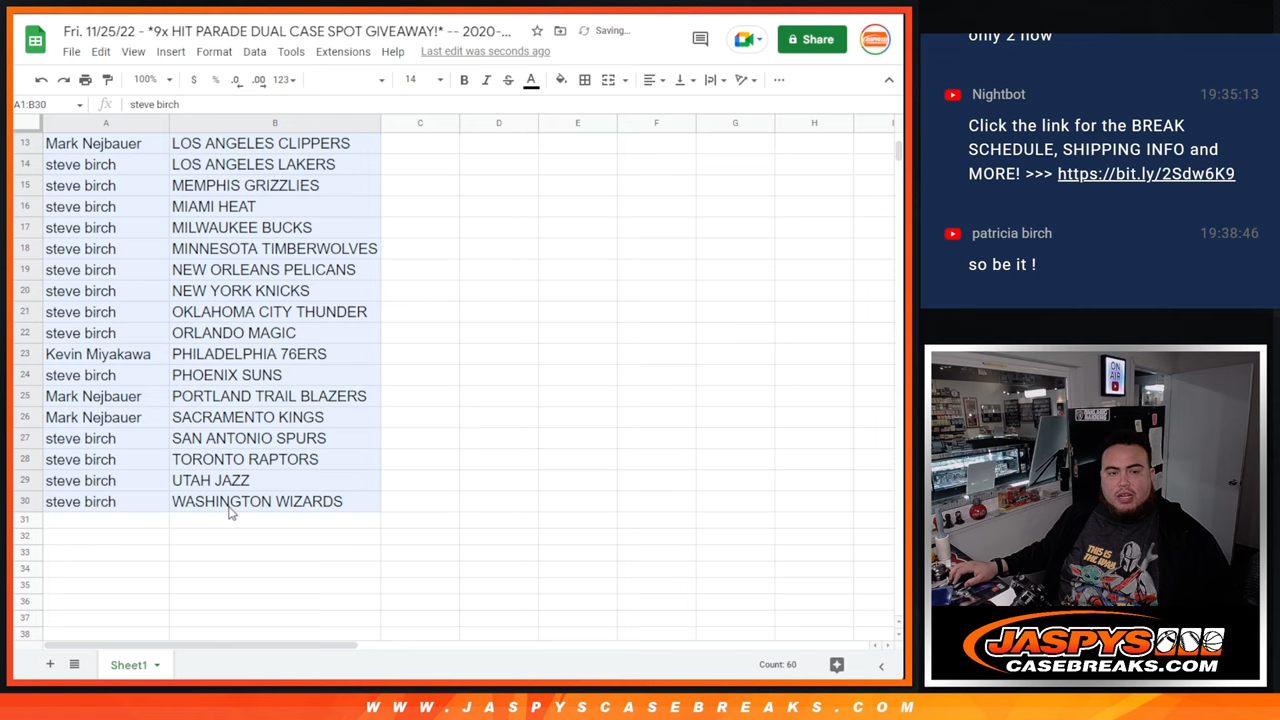 Fri. 11/25/22 - *9x HIT PARADE DUAL CASE SPOT GIVEAWAY!* -- 2020-...
Saving...
File Edit View Insert Format Data Tools Extensions Help Last edit was seconds ago
Share
100% $ % .0 .00 123 14 B I S A
A1:B30 fx steve birch
A B C D E F G H I
13 Mark Nejbauer LOS ANGELES CLIPPERS
14 steve birch LOS ANGELES LAKERS
15 steve birch MEMPHIS GRIZZLIES
16 steve birch MIAMI HEAT
17 steve birch MILWAUKEE BUCKS
18 steve birch MINNESOTA TIMBERWOLVES
19 steve birch NEW ORLEANS PELICANS
20 steve birch NEW YORK KNICKS
21 steve birch OKLAHOMA CITY THUNDER
22 steve birch ORLANDO MAGIC
23 Kevin Miyakawa PHILADELPHIA 76ERS
24 steve birch PHOENIX SUNS
25 Mark Nejbauer PORTLAND TRAIL BLAZERS
26 Mark Nejbauer SACRAMENTO KINGS
27 steve birch SAN ANTONIO SPURS
28 steve birch TORONTO RAPTORS
29 steve birch UTAH JAZZ
30 steve birch WASHINGTON WIZARDS
31
32
33
34
35
36
37
38
Sheet1
Count: 60
only 2 now
Nightbot 19:35:13
Click the link for the BREAK
SCHEDULE, SHIPPING INFO and
MORE! >>> https://bit.ly/2Sdw6K9
patricia birch 19:38:46
so be it !
ON
AIR
THIS IS
THE WAY
JASPYS
CASEBREAKS.COM
WWW.JASPYSCASEBREAKS.COM